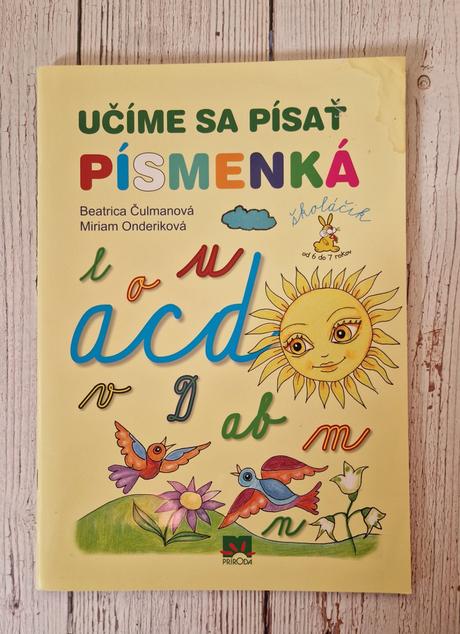 UČÍME SA PÍSAŤ
PÍSMENKÁ
Beatrica Čulmanová
Miriam Onderiková
školáčik
od 6 do 7 rokov
l o u
acd
v D ab m
n
PRÍRODA